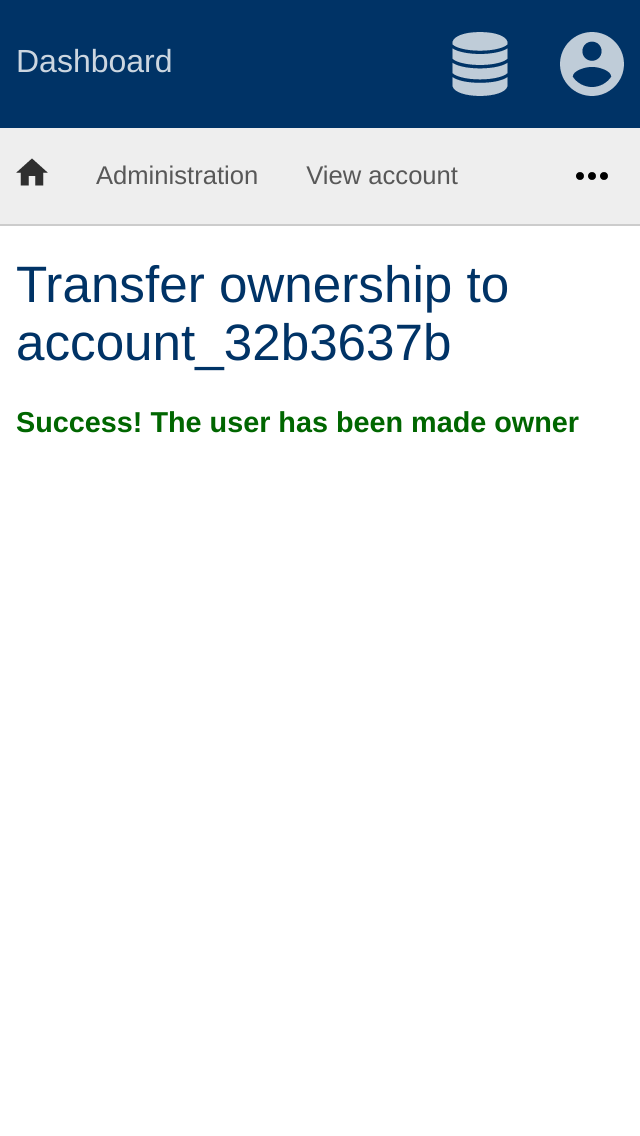 Dashboard
Administration View account
Transfer ownership to
account_32b3637b
Success! The user has been made owner